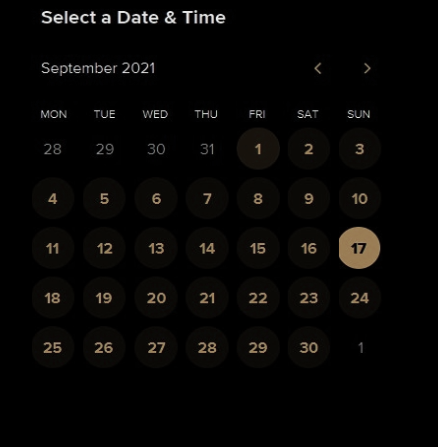 Select a Date & Time
September 2021
MON TUE WED THU FRI SAT SUN
28 29 30 31 1 2 3
4 5 6 7 8 9 10
11 12 13 14 15 16 17
18 19 20 21 22 23 24
25 26 27 28 29 30 1